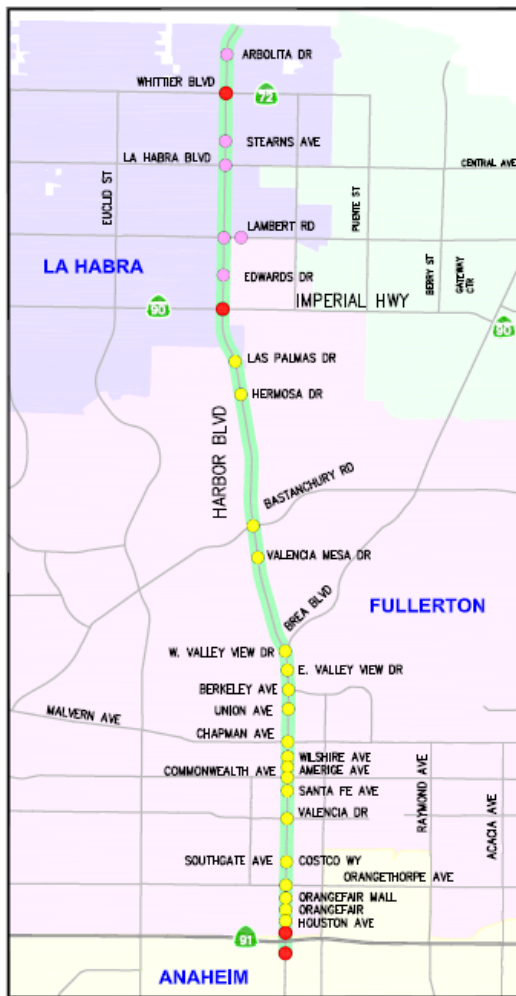 ARBOLITA DR
WHITTIER BLVD
72
STEARNS AVE
LA HABRA BLVD
CENTRAL AVE
EUCLID ST
PUENTE ST
LAMBERT RD
LA HABRA
BERRY ST
GATEWAY
CTR
EDWARDS DR
IMPERIAL HWY
90
90
LAS PALMAS DR
HERMOSA DR
HARBOR BLVD
BASTANCHURY RD
VALENCIA MESA DR
BREA BLVD
FULLERTON
W. VALLEY VIEW DR
E. VALLEY VIEW DR
BERKELEY AVE
MALVERN AVE
UNION AVE
CHAPMAN AVE
WILSHIRE AVE
COMMONWEALTH AVE
AMERIGE AVE
SANTA FE AVE
RAYMOND AVE
ACACIA AVE
VALENCIA DR
SOUTHGATE AVE
COSTCO WY
ORANGETHORPE AVE
ORANGEFAIR MALL
ORANGEFAIR
HOUSTON AVE
91
ANAHEIM